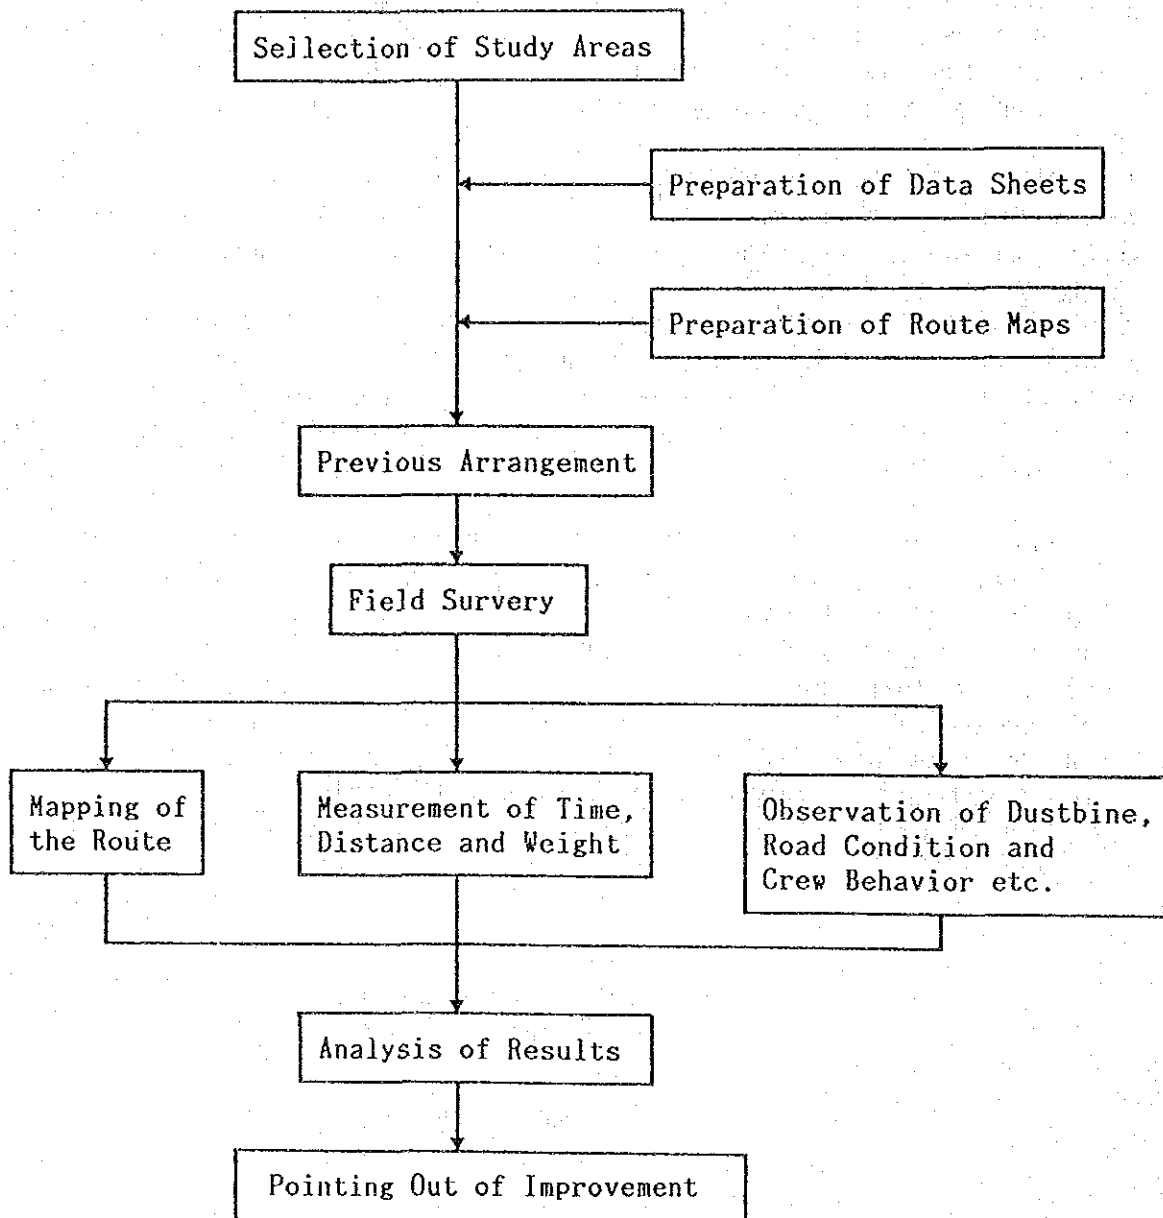 Sellection of Study Areas
Preparation of Data Sheets
Preparation of Route Maps
Previous Arrangement
Field Survery
Mapping of
the Route
Measurement of Time,
Distance and Weight
Observation of Dustbine,
Road Condition and
Crew Behavior etc.
Analysis of Results
Pointing Out of Improvement